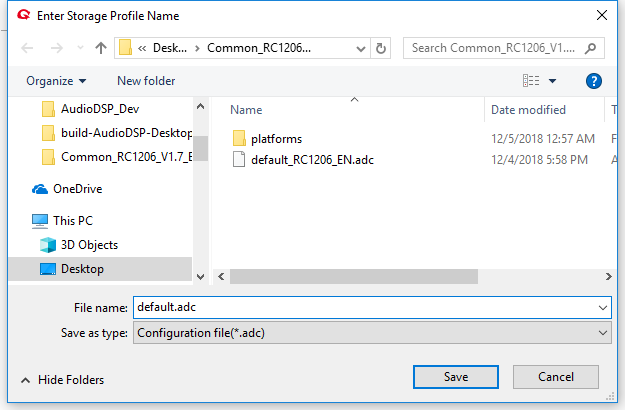 Enter Storage Profile Name
« Desk... › Common_RC1206...
Search Common_RC1206_V1....
Organize
New folder
?
Name
Date modified
T
AudioDSP_Dev
build-AudioDSP-Desktop
Common_RC1206_V1.7_E
OneDrive
This PC
3D Objects
Desktop
platforms
12/5/2018 12:57 AM
F
default_RC1206_EN.adc
12/4/2018 5:58 PM
A
File name:
default.adc
Save as type:
Configuration file(*.adc)
Hide Folders
Save
Cancel